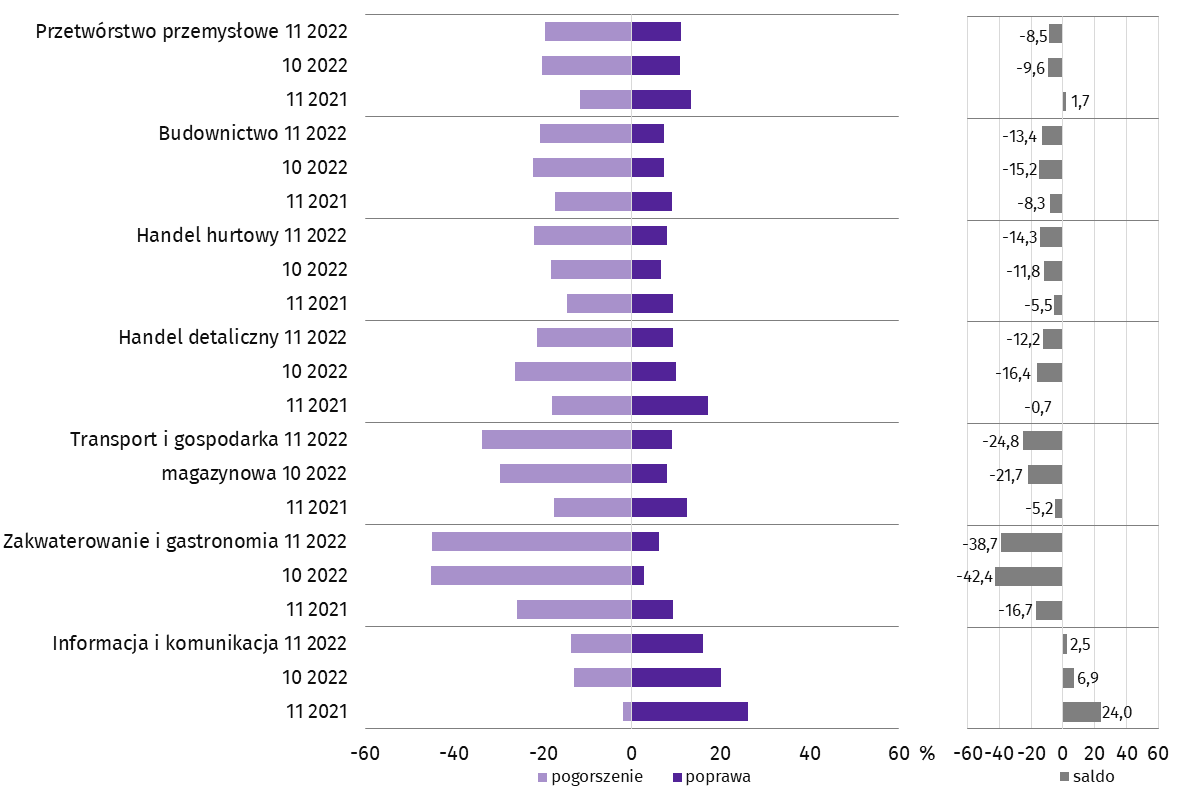 Przetwórstwo przemysłowe 11 2022 -8,5
10 2022 -9,6
11 2021 1,7
Budownictwo 11 2022 -13,4
10 2022 -15,2
11 2021 -8,3
Handel hurtowy 11 2022 -14,3
10 2022 -11,8
11 2021 -5,5
Handel detaliczny 11 2022 -12,2
10 2022 -16,4
11 2021 -0,7
Transport i gospodarka 11 2022 -24,8
magazynowa 10 2022 -21,7
11 2021 -5,2
Zakwaterowanie i gastronomia 11 2022 -38,7
10 2022 -42,4
11 2021 -16,7
Informacja i komunikacja 11 2022 2,5
10 2022 6,9
11 2021 24,0
-60 -40 -20 0 20 40 60 % -60 -40 -20 0 20 40 60
pogorszenie poprawa saldo